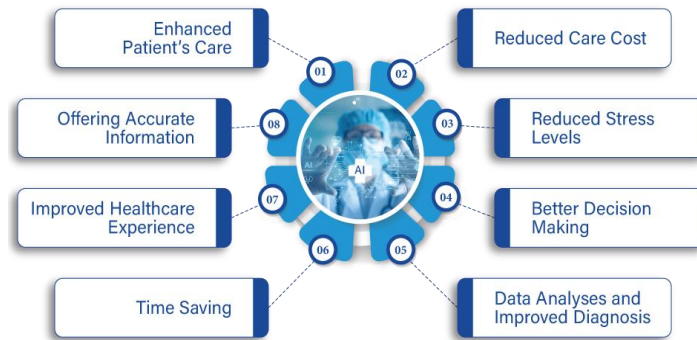 Enhanced
Patient's Care
01
02
Reduced Care Cost
Offering Accurate
Information
08
03
Reduced Stress
Levels
AI
AI
Improved Healthcare
Experience
07
04
Better Decision
Making
Time Saving
06
05
Data Analyses and
Improved Diagnosis